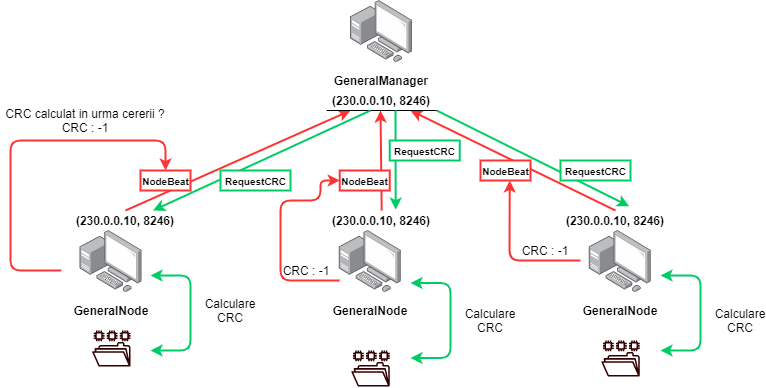 GeneralManager
(230.0.0.10, 8246)
CRC calculat in urma cererii ?
CRC : -1
NodeBeat
RequestCRC
NodeBeat
RequestCRC
NodeBeat
RequestCRC
(230.0.0.10, 8246)
(230.0.0.10, 8246)
(230.0.0.10, 8246)
CRC : -1
CRC : -1
GeneralNode
GeneralNode
GeneralNode
Calculare
CRC
Calculare
CRC
Calculare
CRC